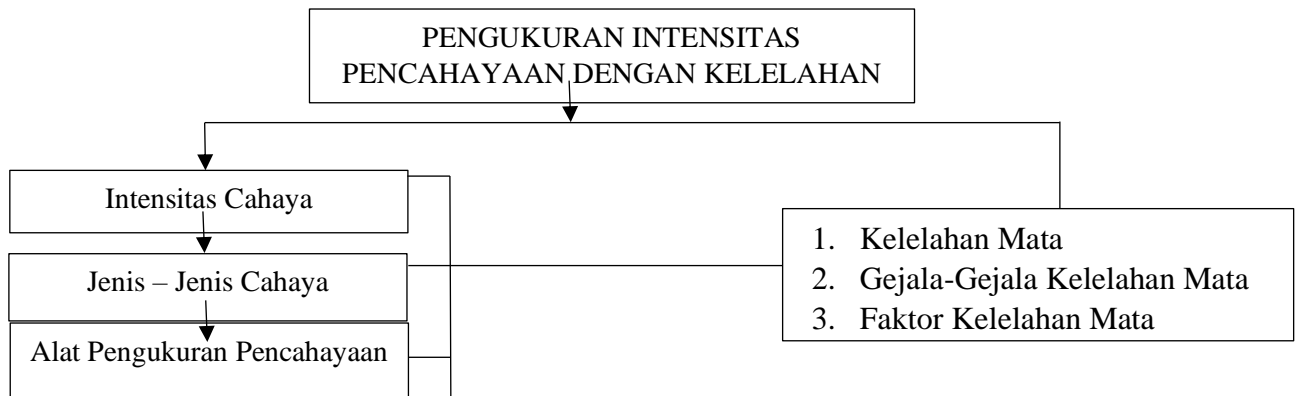 PENGUKURAN INTENSITAS
PENCAHAYAAN DENGAN KELELAHAN
Intensitas Cahaya
Jenis – Jenis Cahaya
Alat Pengukuran Pencahayaan
1. Kelelahan Mata
2. Gejala-Gejala Kelelahan Mata
3. Faktor Kelelahan Mata